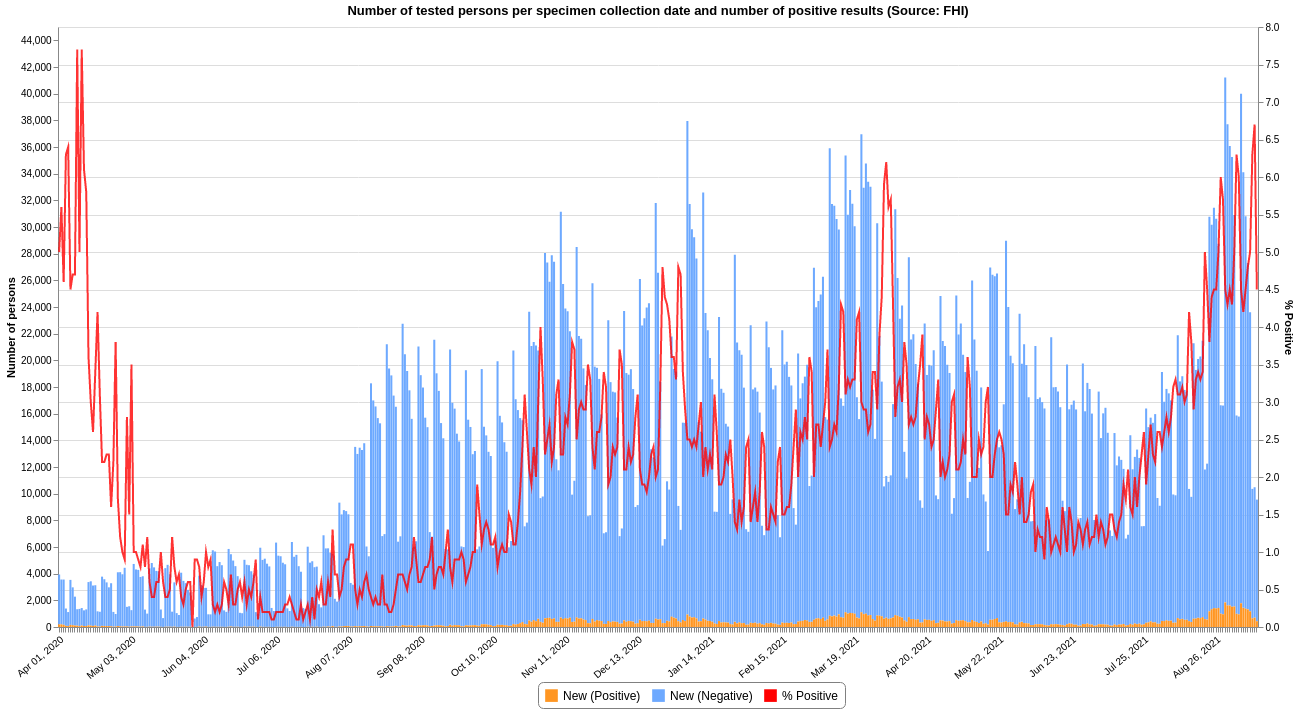 Number of tested persons per specimen collection date and number of positive results (Source: FHI)
44,000
42,000
40,000
38,000
36,000
34,000
32,000
30,000
28,000
26,000
24,000
22,000
20,000
18,000
16,000
14,000
12,000
10,000
8,000
6,000
4,000
2,000
0
Number of persons
8.0
7.5
7.0
6.5
6.0
5.5
5.0
4.5
4.0
3.5
3.0
2.5
2.0
1.5
1.0
0.5
0.0
% Positive
Apr 01, 2020
May 03, 2020
Jun 04, 2020
Jul 06, 2020
Aug 07, 2020
Sep 08, 2020
Oct 10, 2020
Nov 11, 2020
Dec 13, 2020
Jan 14, 2021
Feb 15, 2021
Mar 19, 2021
Apr 20, 2021
May 22, 2021
Jun 23, 2021
Jul 25, 2021
Aug 26, 2021
New (Positive) New (Negative) % Positive